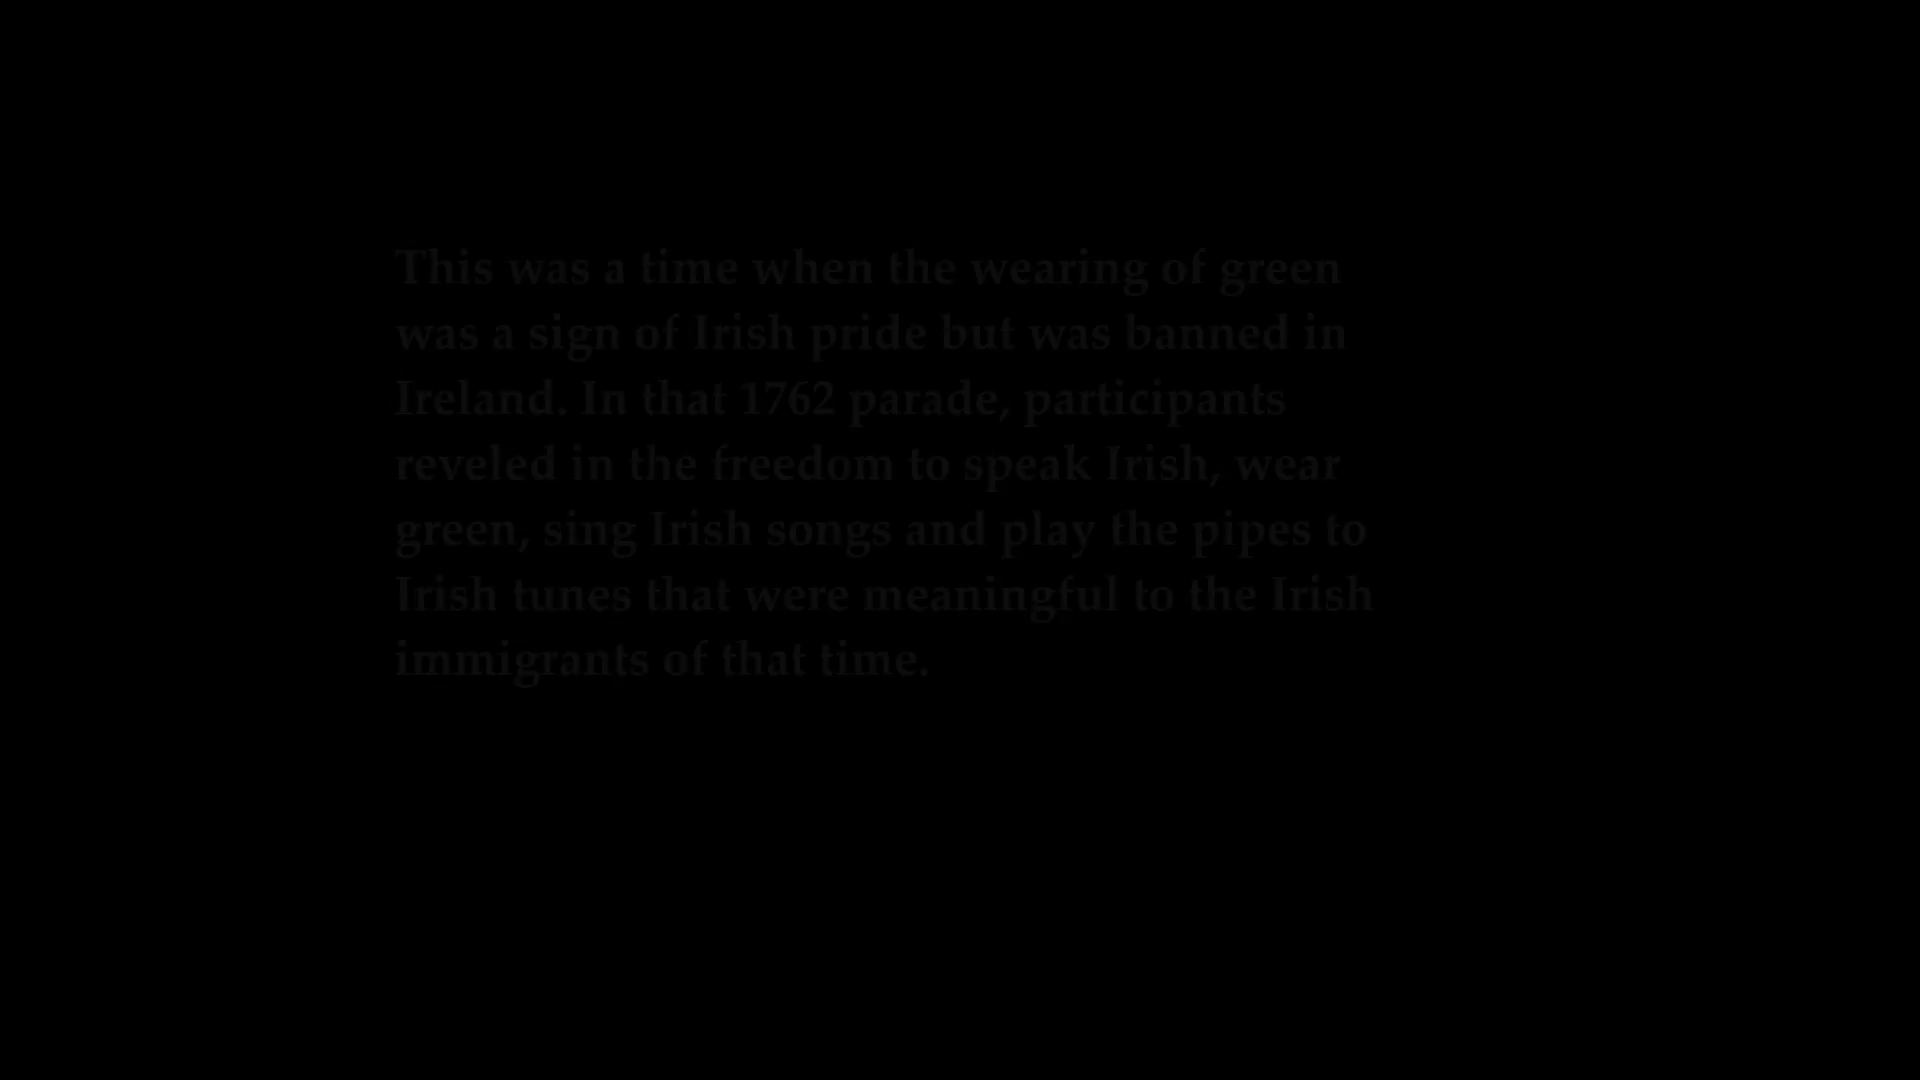 This was a time when the wearing of green
was a sign of Irish pride but was banned in
Ireland. In that 1762 parade, participants
reveled in the freedom to speak Irish, wear
green, sing Irish songs and play the pipes to
Irish tunes that were meaningful to the Irish
immigrants of that time.